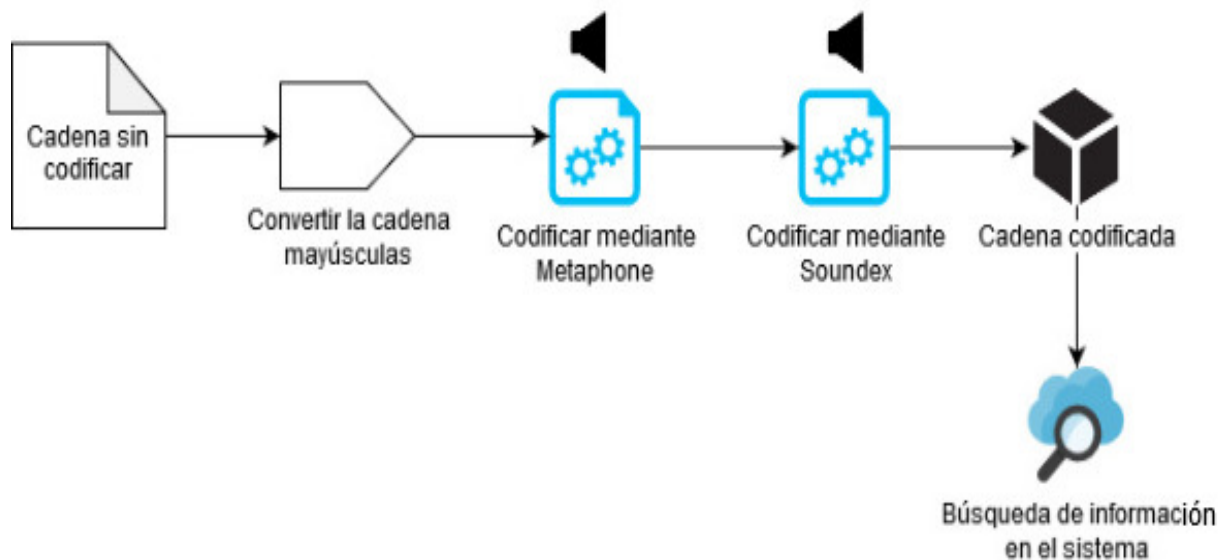 Cadena sin
codificar
Convertir la cadena
mayúsculas
Codificar mediante
Metaphone
Codificar mediante
Soundex
Cadena codificada
Búsqueda de información
en el sistema